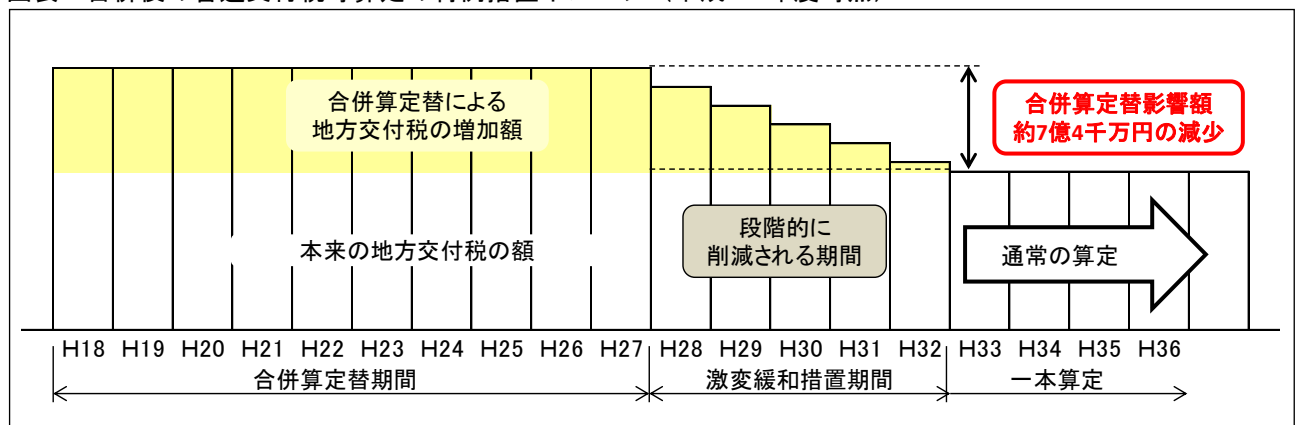 合併算定替による
地方交付税の増加額
合併算定替影響額
約7億4千万円の減少
本来の地方交付税の額
段階的に
削減される期間
通常の算定
H18 H19 H20 H21 H22 H23 H24 H25 H26 H27 H28 H29 H30 H31 H32 H33 H34 H35 H36
合併算定替期間 激変緩和措置期間 一本算定